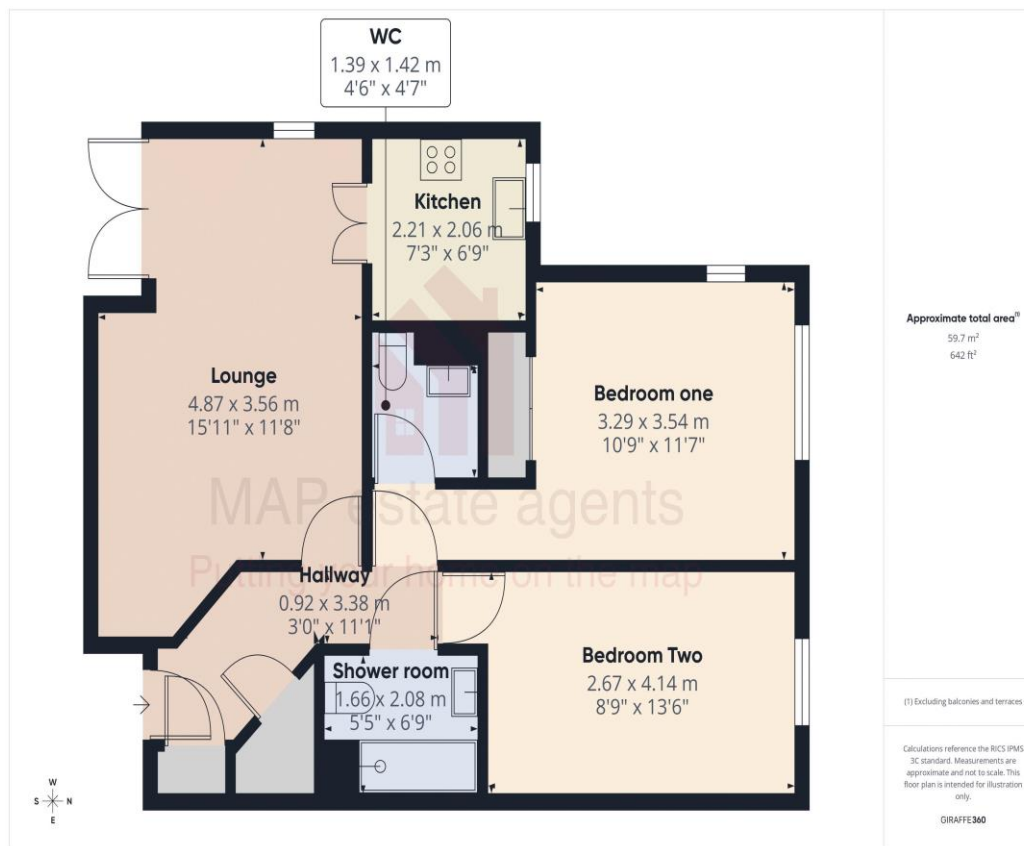 WC
1.39 x 1.42 m
4'6" x 4'7"
Kitchen
2.21 x 2.06 m
7'3" x 6'9"
Lounge
4.87 x 3.56 m
15'11" x 11'8"
Bedroom one
3.29 x 3.54 m
10'9" x 11'7"
MAP estate agents
Putting your home on the map
Hallway
0.92 x 3.38 m
3'0" x 11'1"
Shower room
1.66 x 2.08 m
5'5" x 6'9"
Bedroom Two
2.67 x 4.14 m
8'9" x 13'6"
W
S N
E
Approximate total area(1)
59.7 m²
642 ft²
(1) Excluding balconies and terraces
Calculations reference the RICS IPMS
3C standard. Measurements are
approximate and not to scale. This
floor plan is intended for illustration
only.
GIRAFFE360